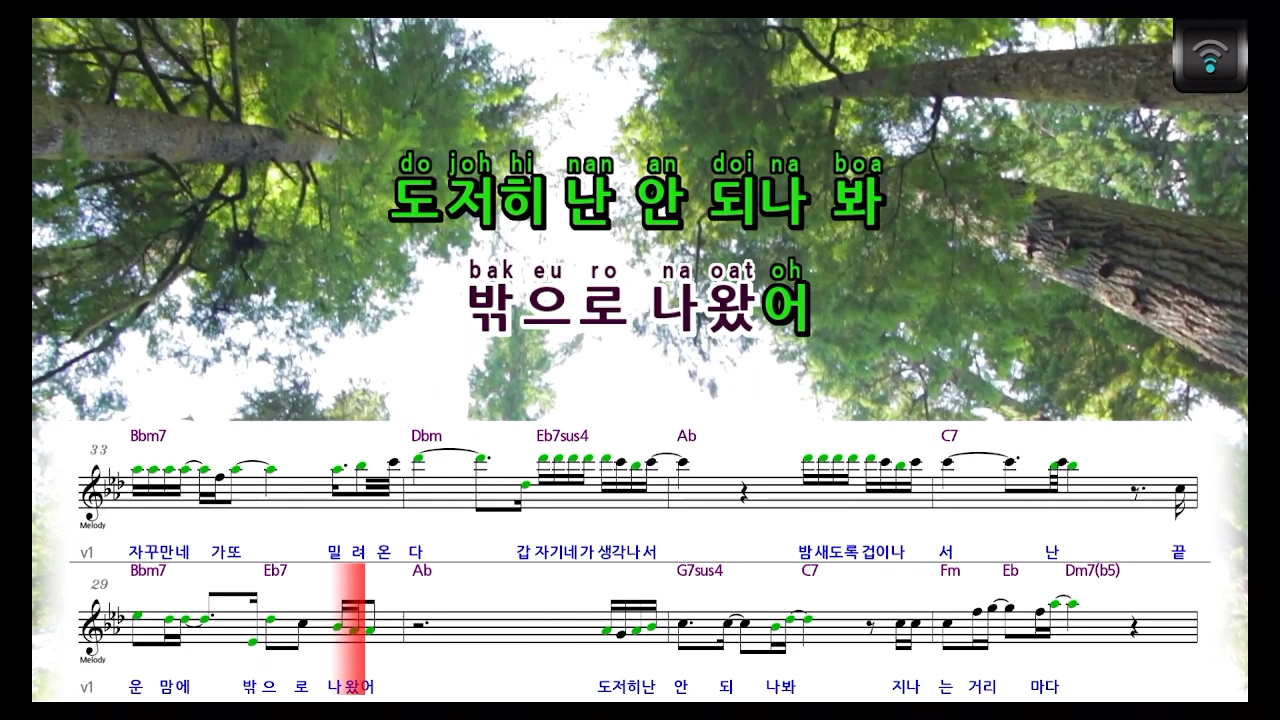 do joh hi nan an doi na boa
도저히 난 안 되나 봐
bak eu ro na oat oh
밖으로 나왔어
Bbm7 Dbm Eb7sus4 Ab C7
33
Melody
v1 자꾸만네 가또 밀 려 온 다 갑 자기네가 생각나서 밤새도록 겁이나 서 난 끝
Bbm7 Eb7 Ab G7sus4 C7 Fm Eb Dm7(b5)
29
Melody
v1 운 맘에 밖 으 로 나 왔어 도저히난 안 되 나봐 지나 는 거리 마다